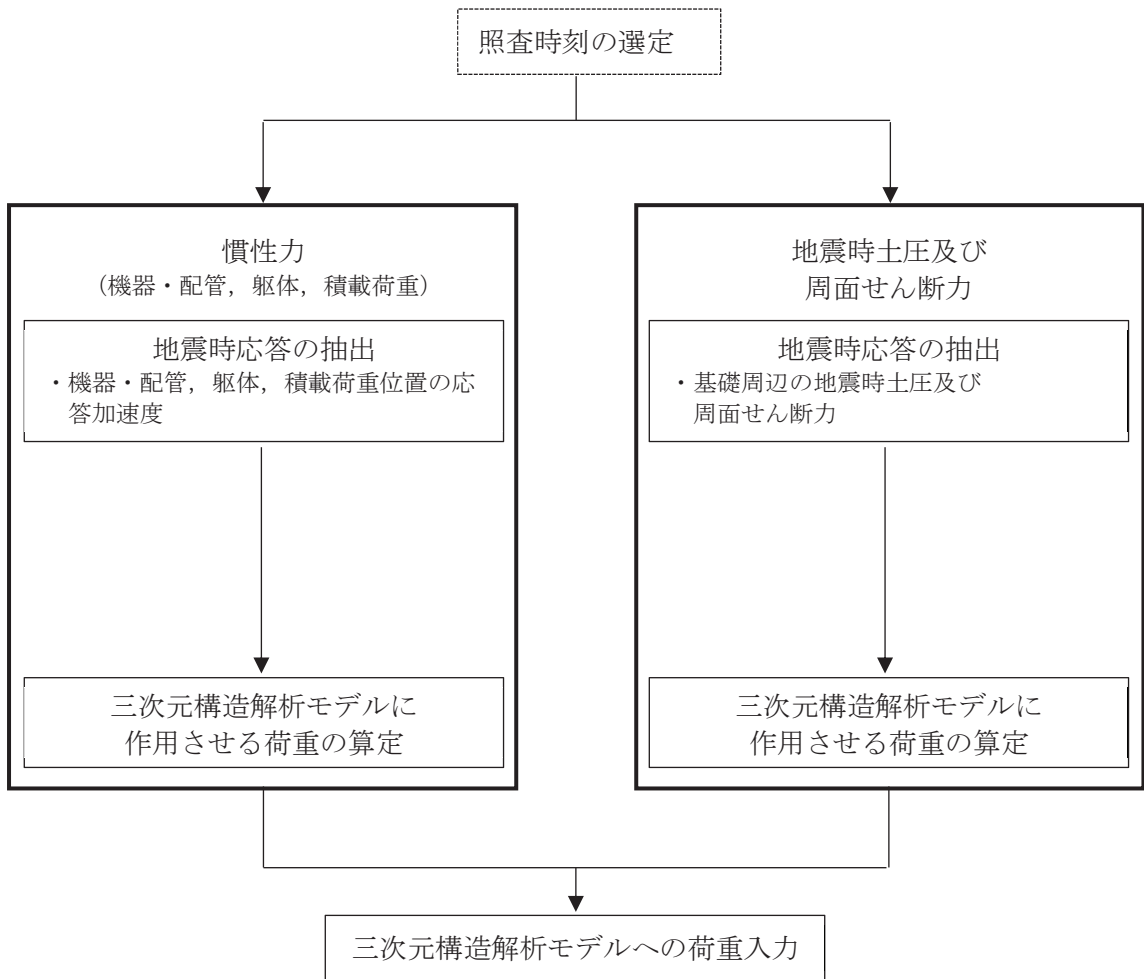 照査時刻の選定
慣性力
（機器・配管，躯体，積載荷重）
地震時応答の抽出
・機器・配管，躯体，積載荷重位置の応
答加速度
三次元構造解析モデルに
作用させる荷重の算定
地震時土圧及び
周面せん断力
地震時応答の抽出
・基礎周辺の地震時土圧及び
周面せん断力
三次元構造解析モデルに
作用させる荷重の算定
三次元構造解析モデルへの荷重入力